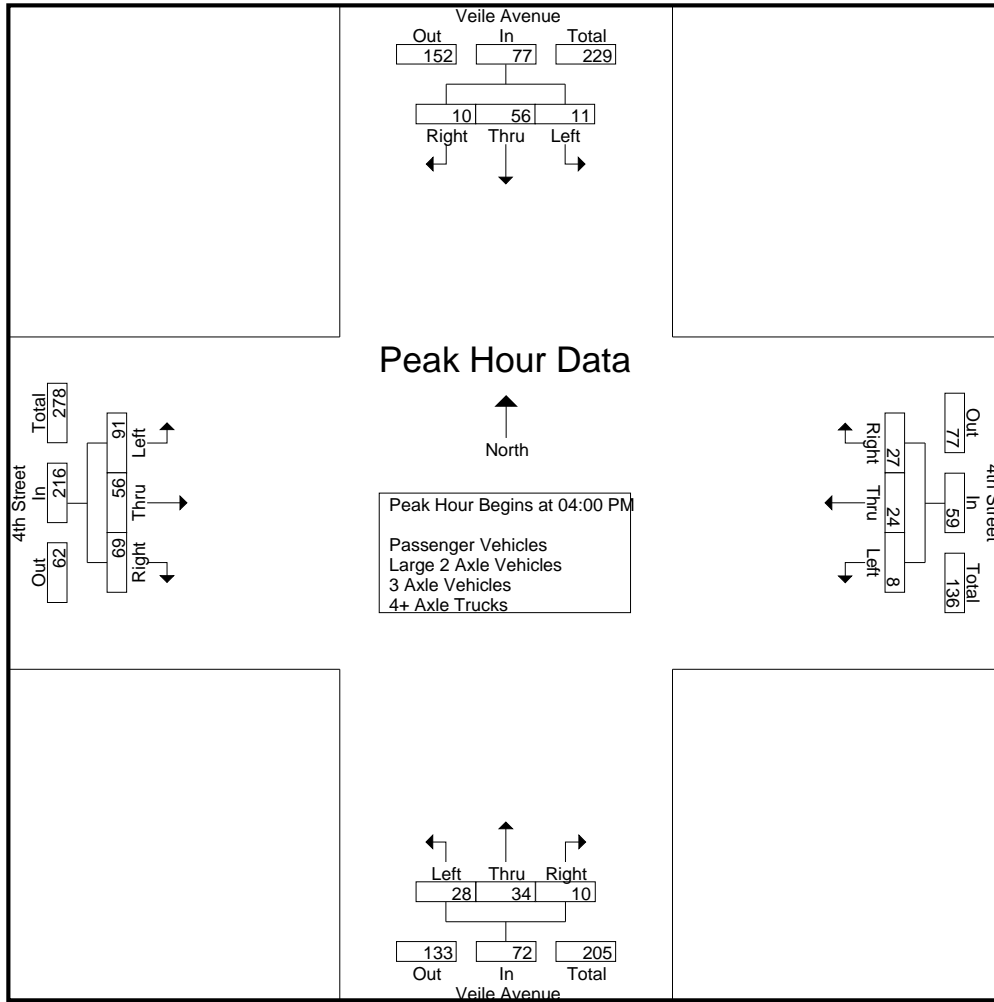 Veile Avenue
Out In Total
152 77 229
10 56 11
Right Thru Left
Peak Hour Data
North
Peak Hour Begins at 04:00 PM
Passenger Vehicles
Large 2 Axle Vehicles
3 Axle Vehicles
4+ Axle Trucks
4th Street
Out In Total
62 216 278
91 56 69
Left Thru Right
4th Street
Out In Total
77 59 136
27 24 8
Right Thru Left
Left Thru Right
28 34 10
133 72 205
Out In Total
Veile Avenue